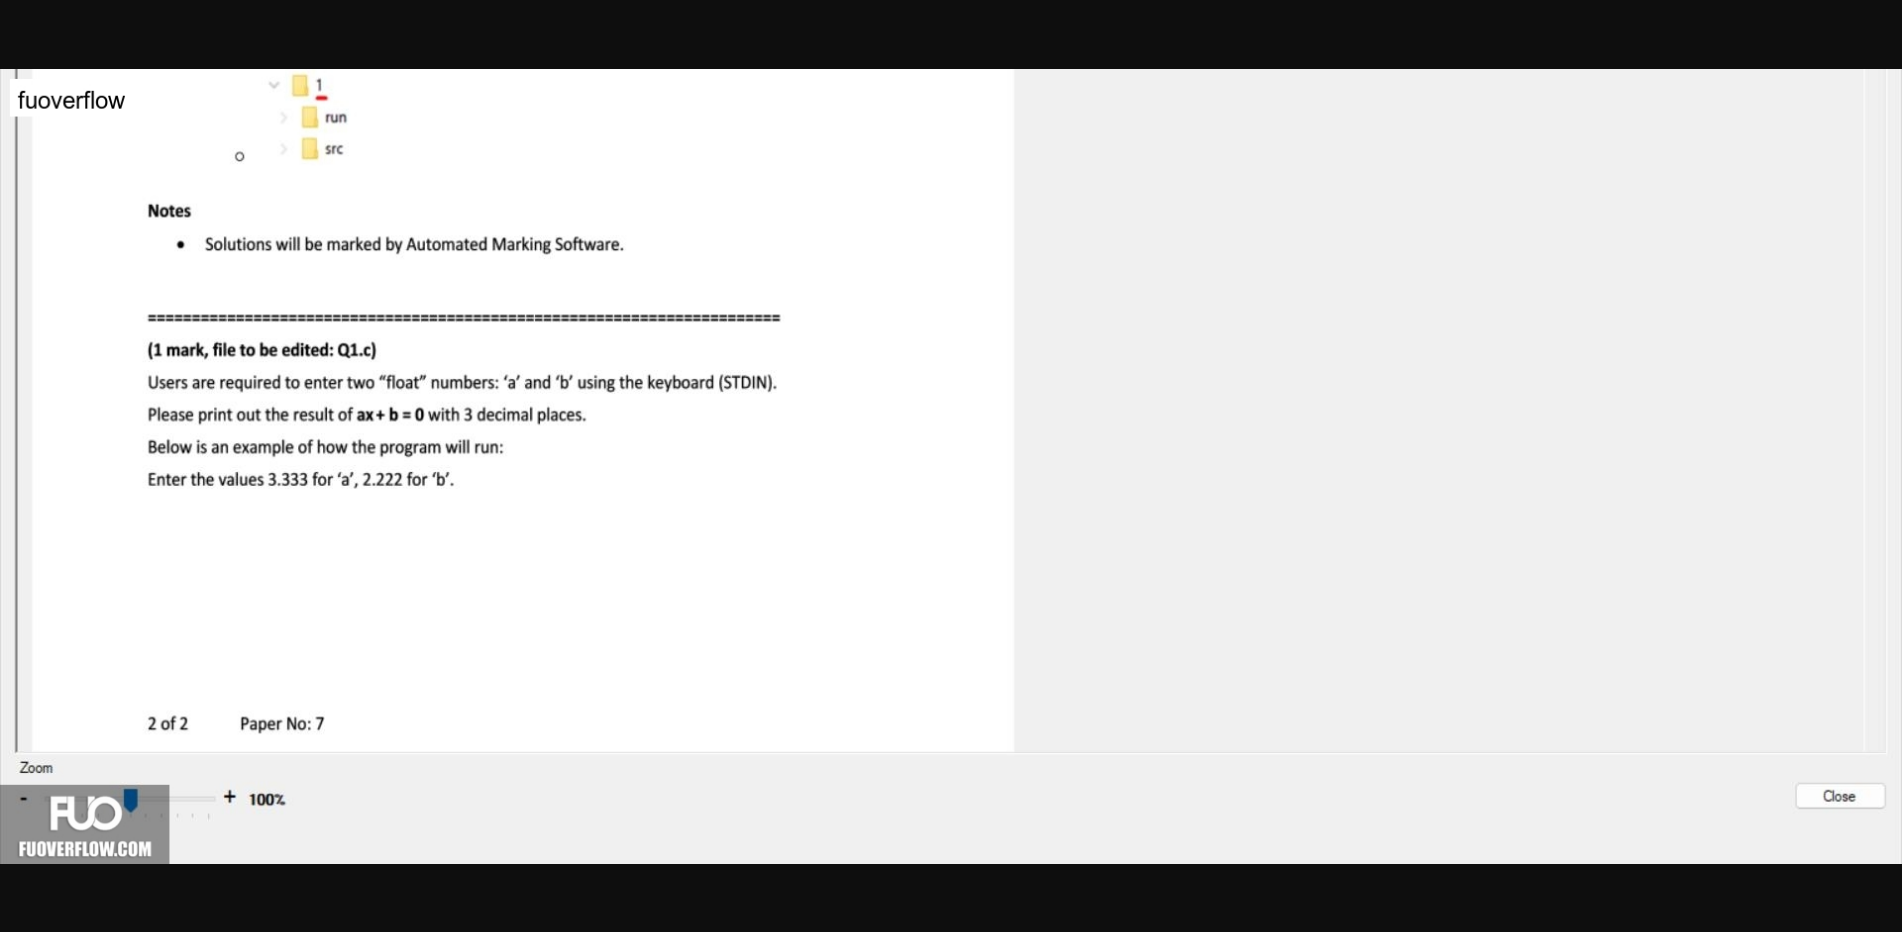 fuoverflow
1
run
src
Notes
• Solutions will be marked by Automated Marking Software.
========================================================================
(1 mark, file to be edited: Q1.c)
Users are required to enter two “float” numbers: ‘a’ and ‘b’ using the keyboard (STDIN).
Please print out the result of ax + b = 0 with 3 decimal places.
Below is an example of how the program will run:
Enter the values 3.333 for ‘a’, 2.222 for ‘b’.
2 of 2 Paper No: 7
Zoom
- + 100%
Close
FUO
FUOVERFLOW.COM